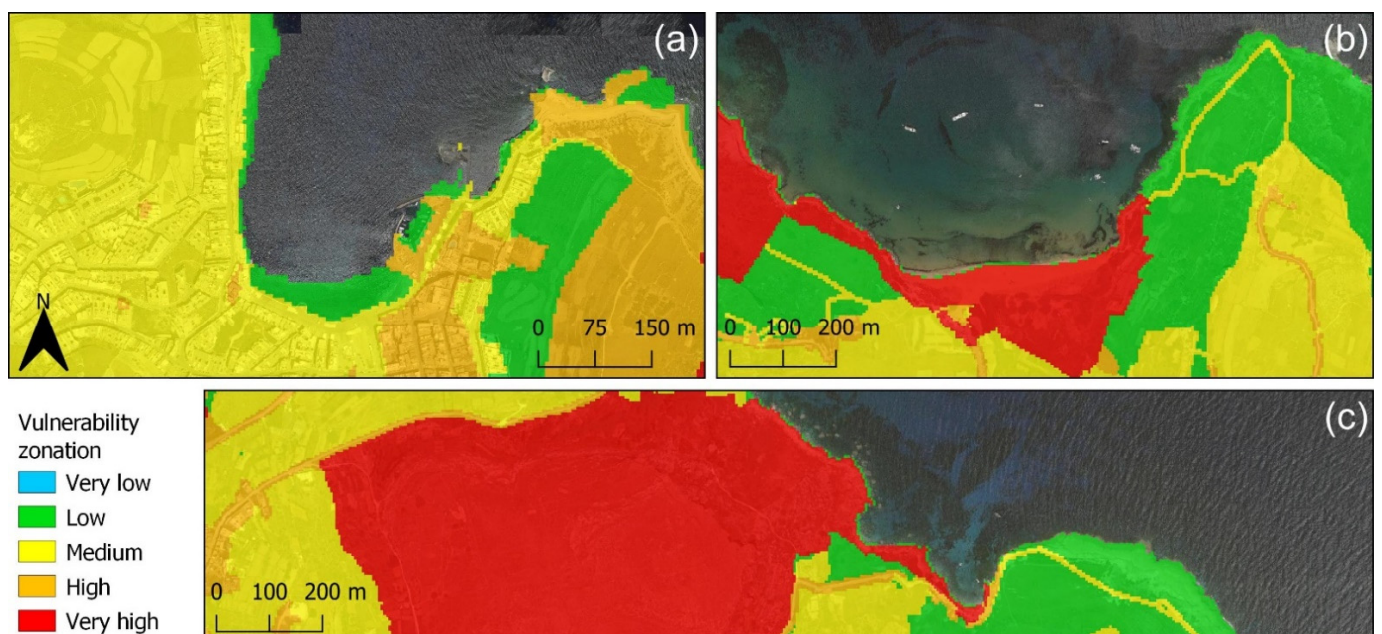 (a)
(b)
N
0 75 150 m
0 100 200 m
(c)
Vulnerability
zonation
Very low
Low
Medium
High
Very high
0 100 200 m